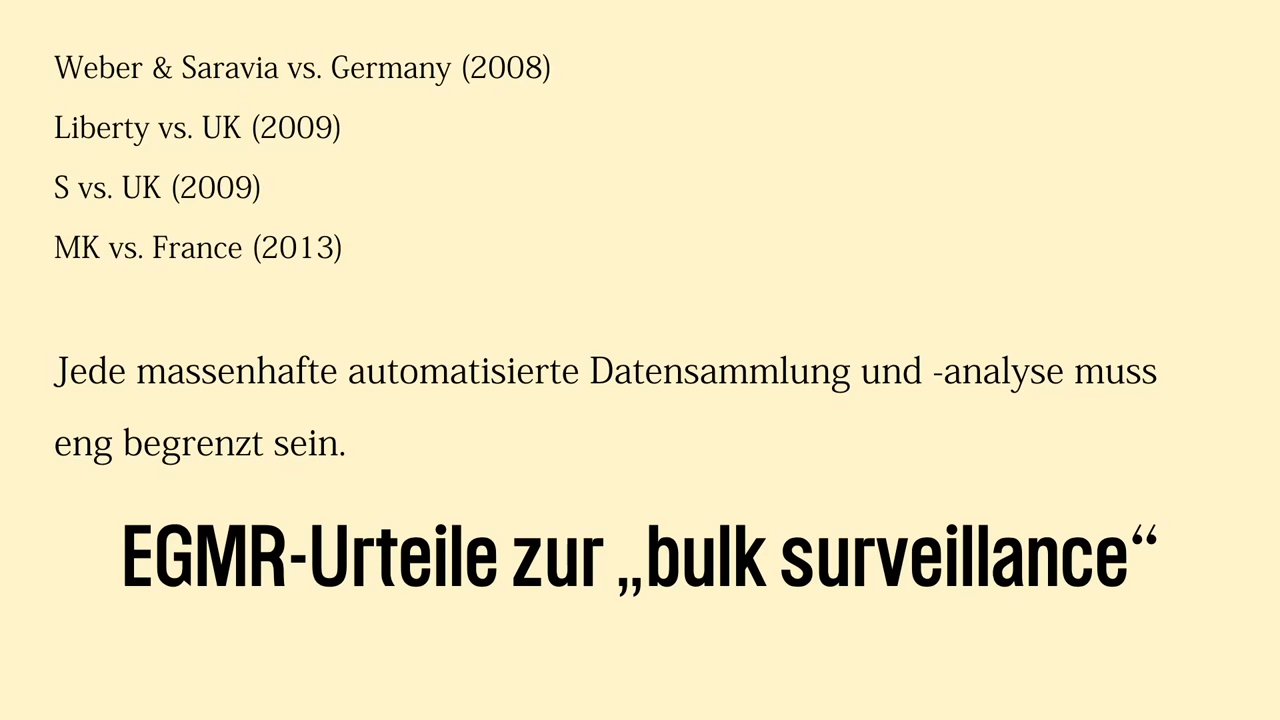 Weber & Saravia vs. Germany (2008)
Liberty vs. UK (2009)
S vs. UK (2009)
MK vs. France (2013)
Jede massenhafte automatisierte Datensammlung und -analyse muss
eng begrenzt sein.
EGMR-Urteile zur „bulk surveillance“